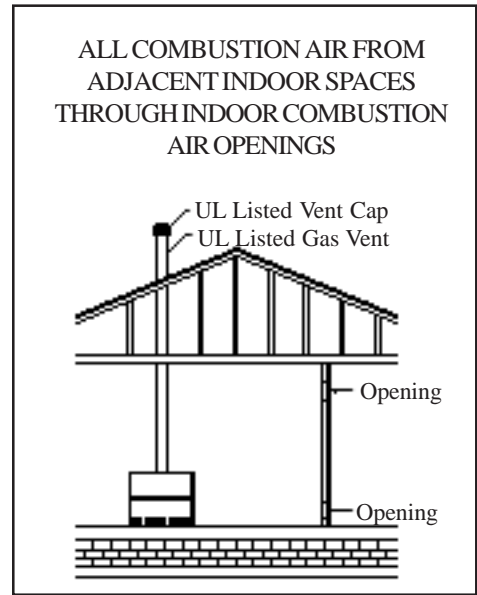 ALL COMBUSTION AIR FROM
ADJACENT INDOOR SPACES
THROUGH INDOOR COMBUSTION
AIR OPENINGS
UL Listed Vent Cap
UL Listed Gas Vent
Opening
Opening